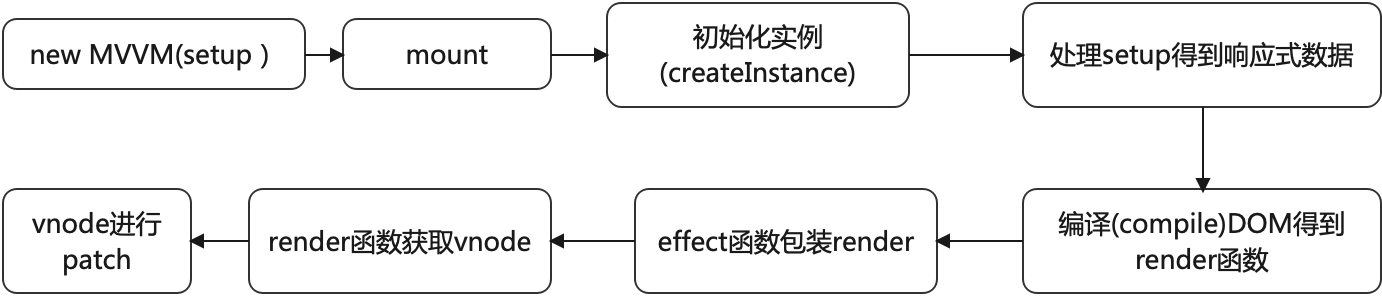 new MVVM(setup )
mount
初始化实例
(createInstance)
处理setup得到响应式数据
编译(compile)DOM得到
render函数
effect函数包装render
render函数获取vnode
vnode进行
patch